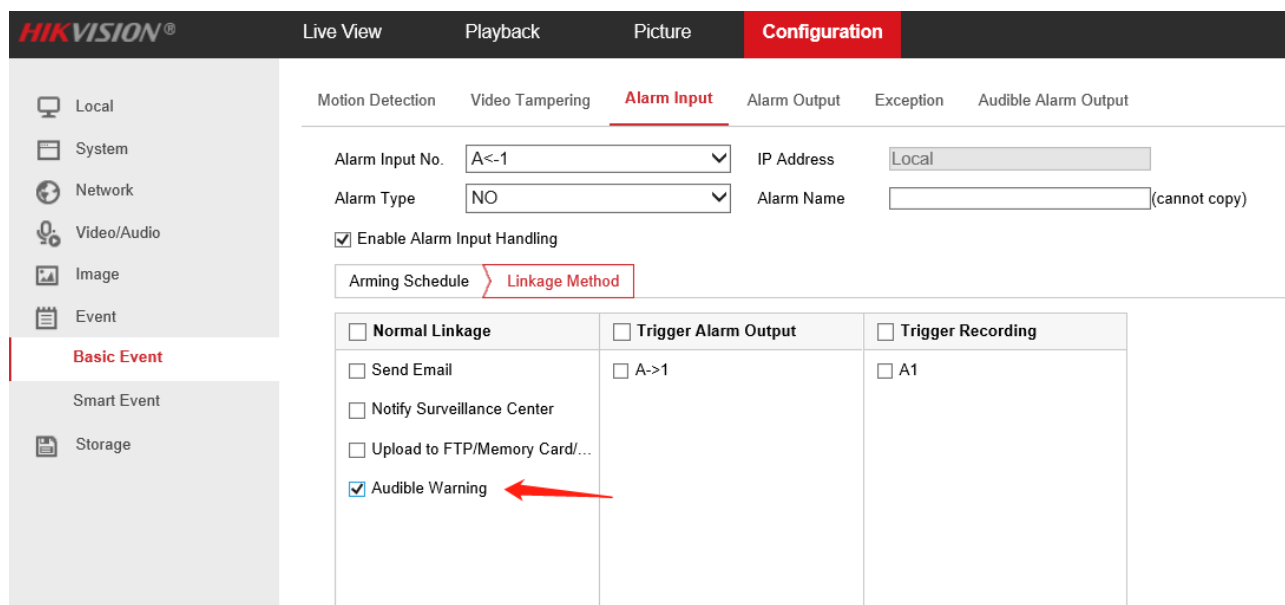 HIKVISION® Live View Playback Picture Configuration
Local
System
Network
Video/Audio
Image
Event
Basic Event
Smart Event
Storage
Motion Detection Video Tampering Alarm Input Alarm Output Exception Audible Alarm Output
Alarm Input No. A<-1 IP Address Local
Alarm Type NO Alarm Name (cannot copy)
Enable Alarm Input Handling
Arming Schedule Linkage Method
Normal Linkage Trigger Alarm Output Trigger Recording
Send Email A->1 A1
Notify Surveillance Center
Upload to FTP/Memory Card/...
Audible Warning